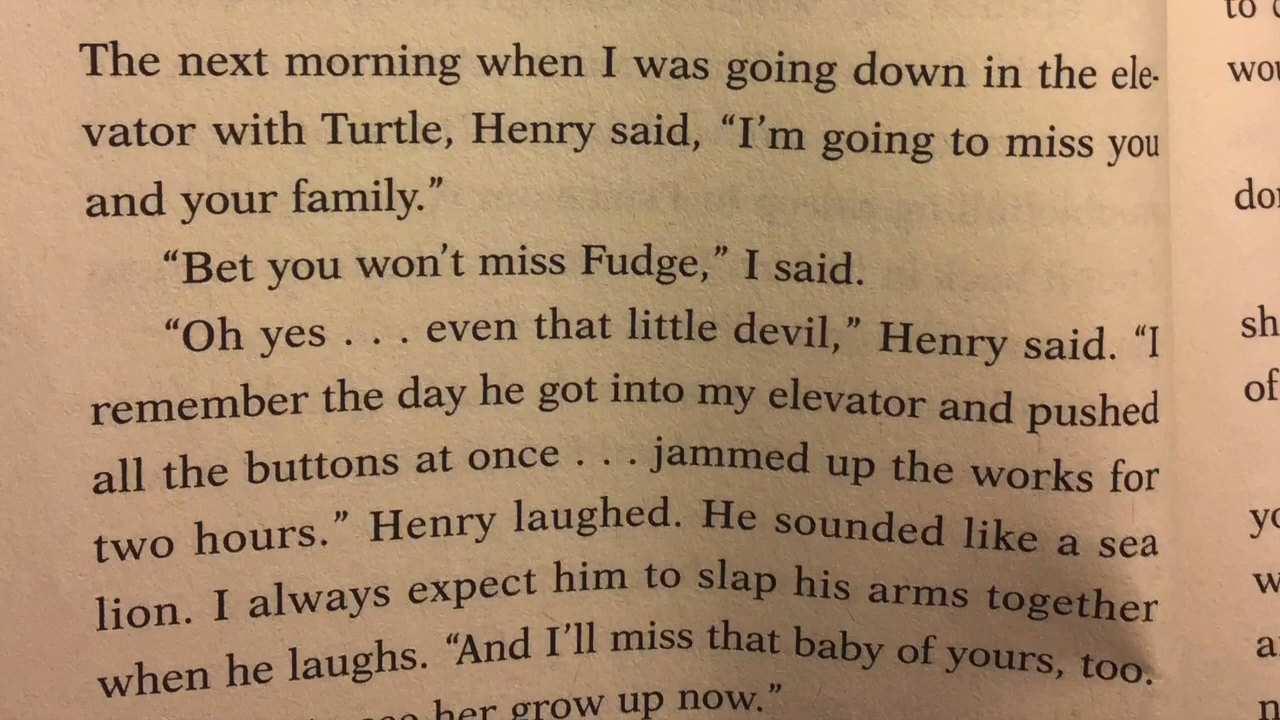 The next morning when I was going down in the ele-
vator with Turtle, Henry said, “I’m going to miss you
and your family.”
“Bet you won’t miss Fudge,” I said.
“Oh yes . . . even that little devil,” Henry said. “I
remember the day he got into my elevator and pushed
all the buttons at once . . . jammed up the works for
two hours.” Henry laughed. He sounded like a sea
lion. I always expect him to slap his arms together
when he laughs. “And I’ll miss that baby of yours, too.
her grow up now.”
to
sh
of